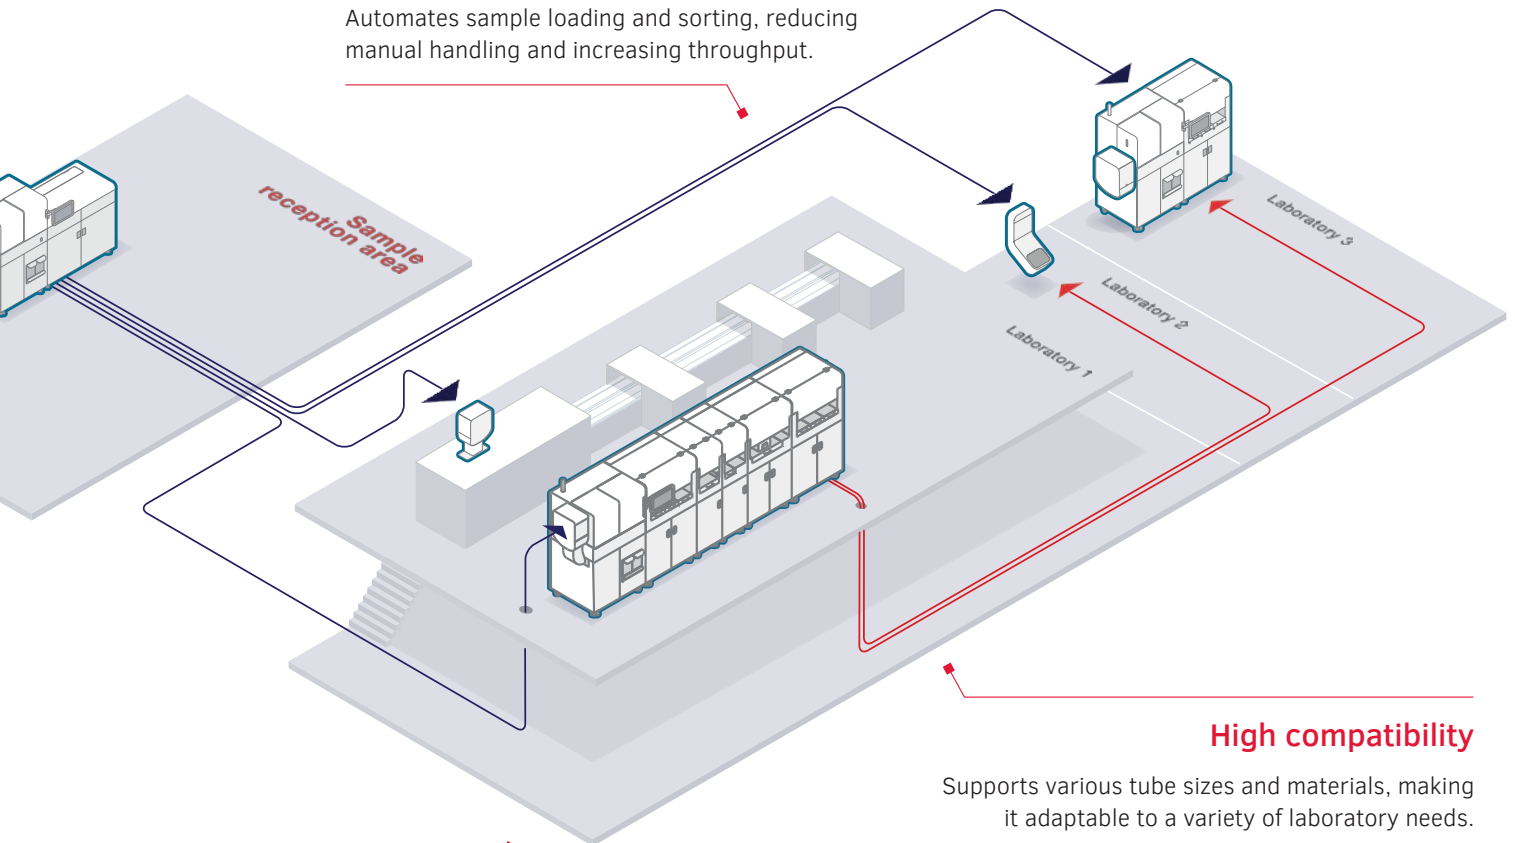 Automates sample loading and sorting, reducing
manual handling and increasing throughput.
Sample
reception area
Laboratory 3
Laboratory 2
Laboratory 1
High compatibility
Supports various tube sizes and materials, making
it adaptable to a variety of laboratory needs.